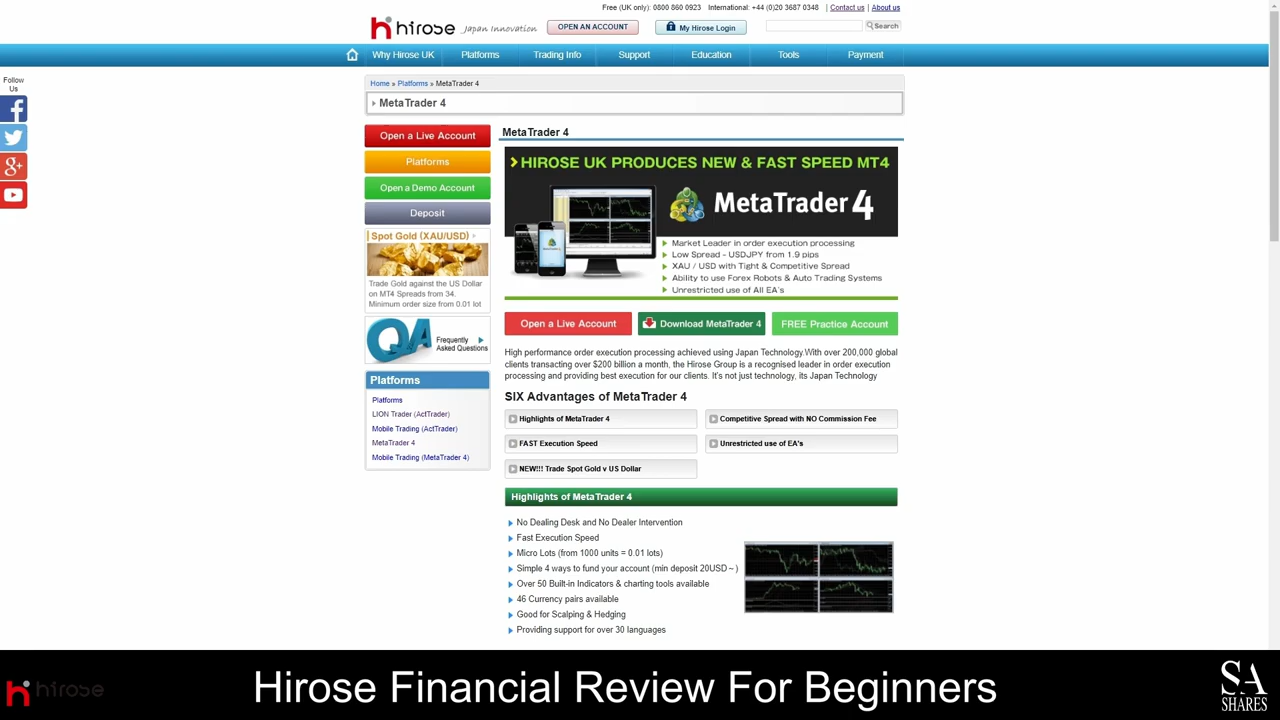 Free (UK only): 0800 860 0923 International: +44 (0)20 3687 0348 | Contact us | About us
hirose Japan Innovation
OPEN AN ACCOUNT
My Hirose Login
Search
Why Hirose UK Platforms Trading Info Support Education Tools Payment
Follow
Us
Home » Platforms » MetaTrader 4
MetaTrader 4
Open a Live Account
Platforms
Open a Demo Account
Deposit
Spot Gold (XAU/USD)
Trade Gold against the US Dollar
on MT4 Spreads from 34.
Minimum order size from 0.01 lot
QA Frequently
Asked Questions
Platforms
Platforms
LION Trader (ActTrader)
Mobile Trading (ActTrader)
MetaTrader 4
Mobile Trading (MetaTrader 4)
MetaTrader 4
HIROSE UK PRODUCES NEW & FAST SPEED MT4
MetaTrader 4
Market Leader in order execution processing
Low Spread - USDJPY from 1.9 pips
XAU / USD with Tight & Competitive Spread
Ability to use Forex Robots & Auto Trading Systems
Unrestricted use of All EA's
Open a Live Account
Download MetaTrader 4
FREE Practice Account
High performance order execution processing achieved using Japan Technology.With over 200,000 global
clients transacting over $200 billion a month, the Hirose Group is a recognised leader in order execution
processing and providing best execution for our clients. It's not just technology, its Japan Technology
SIX Advantages of MetaTrader 4
Highlights of MetaTrader 4
Competitive Spread with NO Commission Fee
FAST Execution Speed
Unrestricted use of EA's
NEW!!! Trade Spot Gold v US Dollar
Highlights of MetaTrader 4
No Dealing Desk and No Dealer Intervention
Fast Execution Speed
Micro Lots (from 1000 units = 0.01 lots)
Simple 4 ways to fund your account (min deposit 20USD～)
Over 50 Built-in Indicators & charting tools available
46 Currency pairs available
Good for Scalping & Hedging
Providing support for over 30 languages
hirose
Hirose Financial Review For Beginners
SA
SHARES